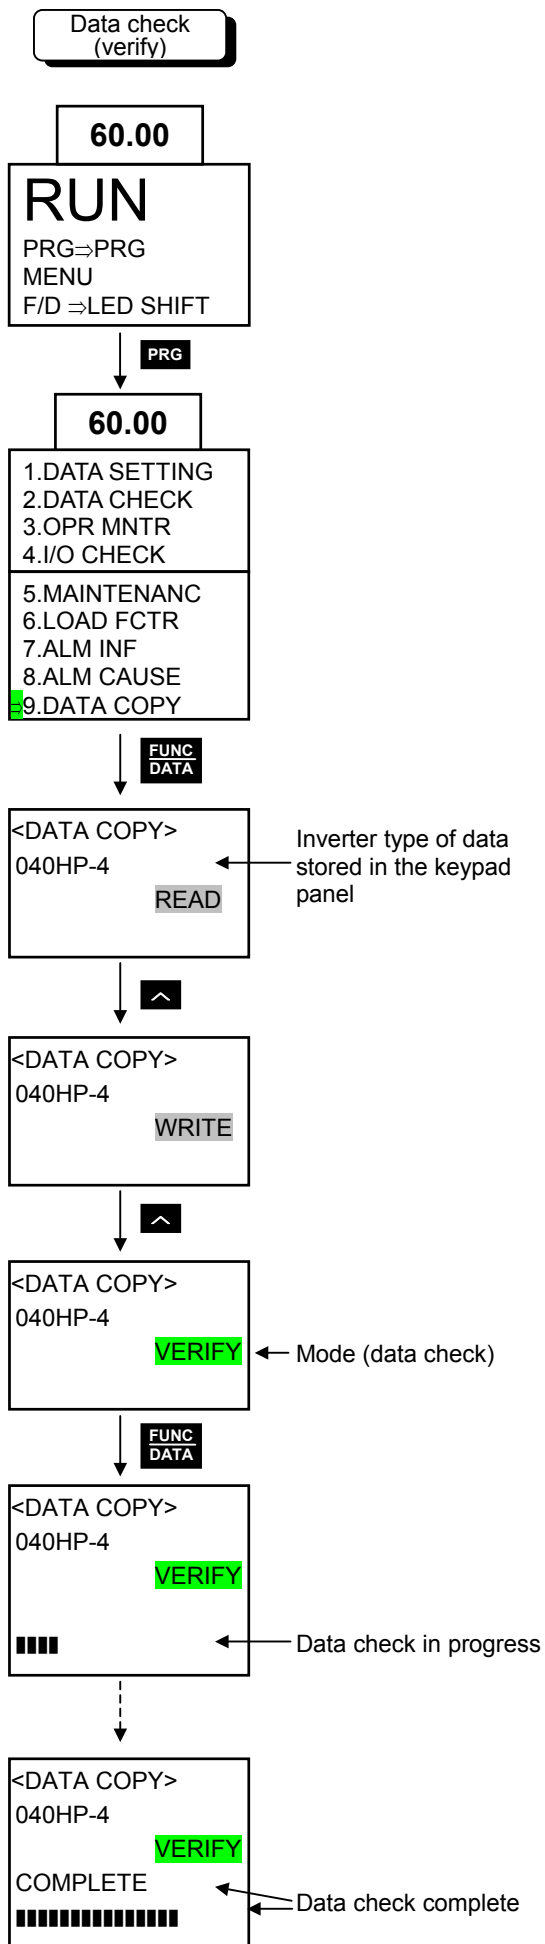 Data check
(verify)
60.00
RUN
PRG⇒PRG
MENU
F/D ⇒LED SHIFT
PRG
60.00
1.DATA SETTING
2.DATA CHECK
3.OPR MNTR
4.I/O CHECK
5.MAINTENANC
6.LOAD FCTR
7.ALM INF
8.ALM CAUSE
⇒9.DATA COPY
FUNC
DATA
<DATA COPY>
040HP-4
READ
Inverter type of data
stored in the keypad
panel
<DATA COPY>
040HP-4
WRITE
<DATA COPY>
040HP-4
VERIFY
Mode (data check)
FUNC
DATA
<DATA COPY>
040HP-4
VERIFY
Data check in progress
<DATA COPY>
040HP-4
VERIFY
COMPLETE
Data check complete